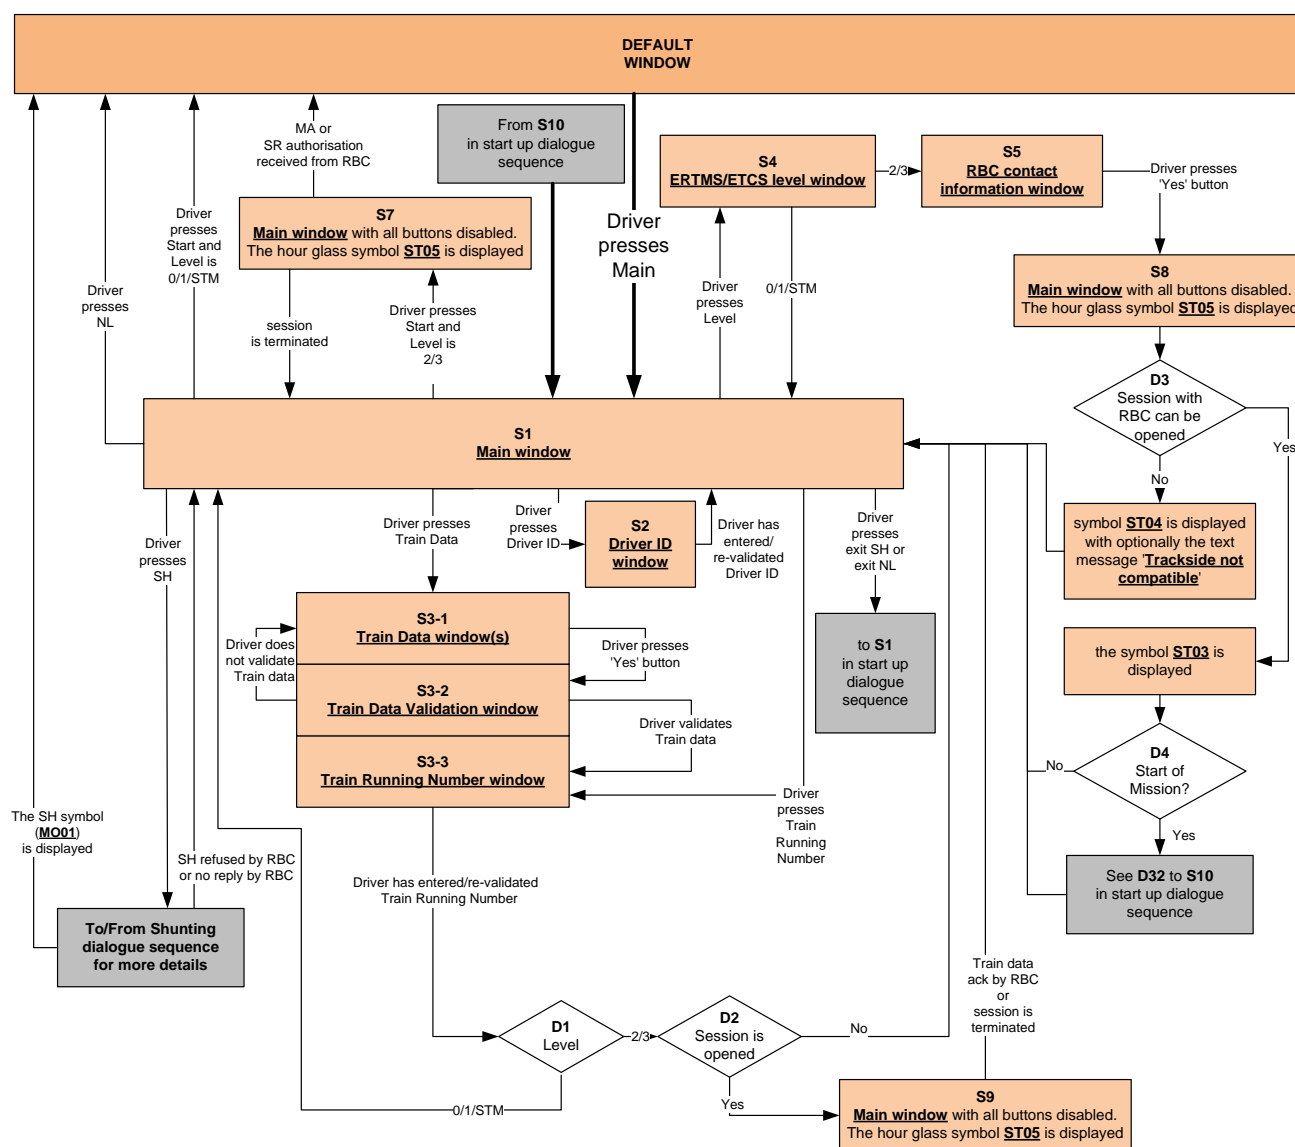 DEFAULT
WINDOW
MA or
SR authorisation
received from RBC
From S10
in start up dialogue
sequence
S4
ERTMS/ETCS level window
2/3
S5
RBC contact
information window
Driver presses
'Yes' button
Driver
presses
Start and
Level is
0/1/STM
S7
Main window with all buttons disabled.
The hour glass symbol ST05 is displayed
Driver
presses
Main
Driver
presses
NL
session
is terminated
Driver presses
Start and
Level is
2/3
Driver
presses
Level
0/1/STM
S8
Main window with all buttons disabled.
The hour glass symbol ST05 is displayed
D3
Session with
RBC can be
opened
Yes
No
S1
Main window
Driver
presses
SH
Driver presses
Train Data
Driver
presses
Driver ID
S2
Driver ID
window
Driver has
entered/
re-validated
Driver ID
Driver
presses
exit SH or
exit NL
symbol ST04 is displayed
with optionally the text
message 'Trackside not
compatible'
S3-1
Train Data window(s)
Driver does
not validate
Train data
Driver presses
'Yes' button
to S1
in start up
dialogue
sequence
the symbol ST03 is
displayed
S3-2
Train Data Validation window
Driver validates
Train data
S3-3
Train Running Number window
D4
Start of
Mission?
No
Yes
Driver
presses
Train
Running
Number
The SH symbol
(MO01)
is displayed
SH refused by RBC
or no reply by RBC
Driver has entered/re-validated
Train Running Number
See D32 to S10
in start up dialogue
sequence
To/From Shunting
dialogue sequence
for more details
Train data
ack by RBC
or
session is
terminated
D1
Level
2/3
D2
Session is
opened
No
0/1/STM
Yes
S9
Main window with all buttons disabled.
The hour glass symbol ST05 is displayed